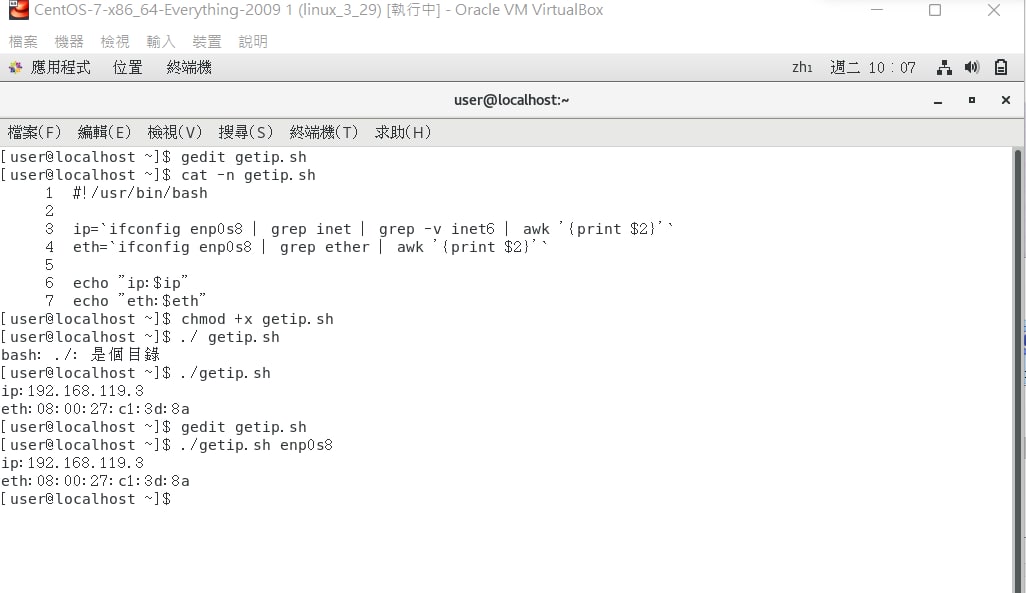 CentOS-7-x86_64-Everything-2009 1 (linux_3_29) [執行中] - Oracle VM VirtualBox
檔案 機器 檢視 輸入 裝置 說明
應用程式 位置 終端機 zh₁ 週二 10：07
user@localhost:~
檔案(F) 編輯(E) 檢視(V) 搜尋(S) 終端機(T) 求助(H)
[user@localhost ~]$ gedit getip.sh
[user@localhost ~]$ cat -n getip.sh
     1  #!/usr/bin/bash
     2
     3  ip=`ifconfig enp0s8 | grep inet | grep -v inet6 | awk '{print $2}'`
     4  eth=`ifconfig enp0s8 | grep ether | awk '{print $2}'`
     5
     6  echo "ip:$ip"
     7  echo "eth:$eth"
[user@localhost ~]$ chmod +x getip.sh
[user@localhost ~]$ ./ getip.sh
bash: ./: 是個目錄
[user@localhost ~]$ ./getip.sh
ip:192.168.119.3
eth:08:00:27:c1:3d:8a
[user@localhost ~]$ gedit getip.sh
[user@localhost ~]$ ./getip.sh enp0s8
ip:192.168.119.3
eth:08:00:27:c1:3d:8a
[user@localhost ~]$